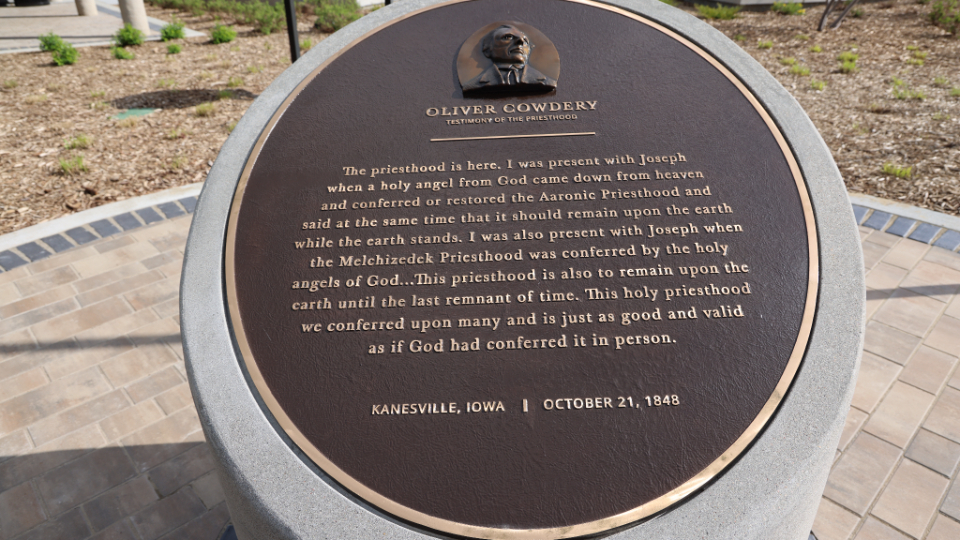 OLIVER COWDERY
TESTIMONY OF THE PRIESTHOOD
The priesthood is here. I was present with Joseph
when a holy angel from God came down from heaven
and conferred or restored the Aaronic Priesthood and
said at the same time that it should remain upon the earth
while the earth stands. I was also present with Joseph when
the Melchizedek Priesthood was conferred by the holy
angels of God...This priesthood is also to remain upon the
earth until the last remnant of time. This holy priesthood
we conferred upon many and is just as good and valid
as if God had conferred it in person.
KANESVILLE, IOWA | OCTOBER 21, 1848